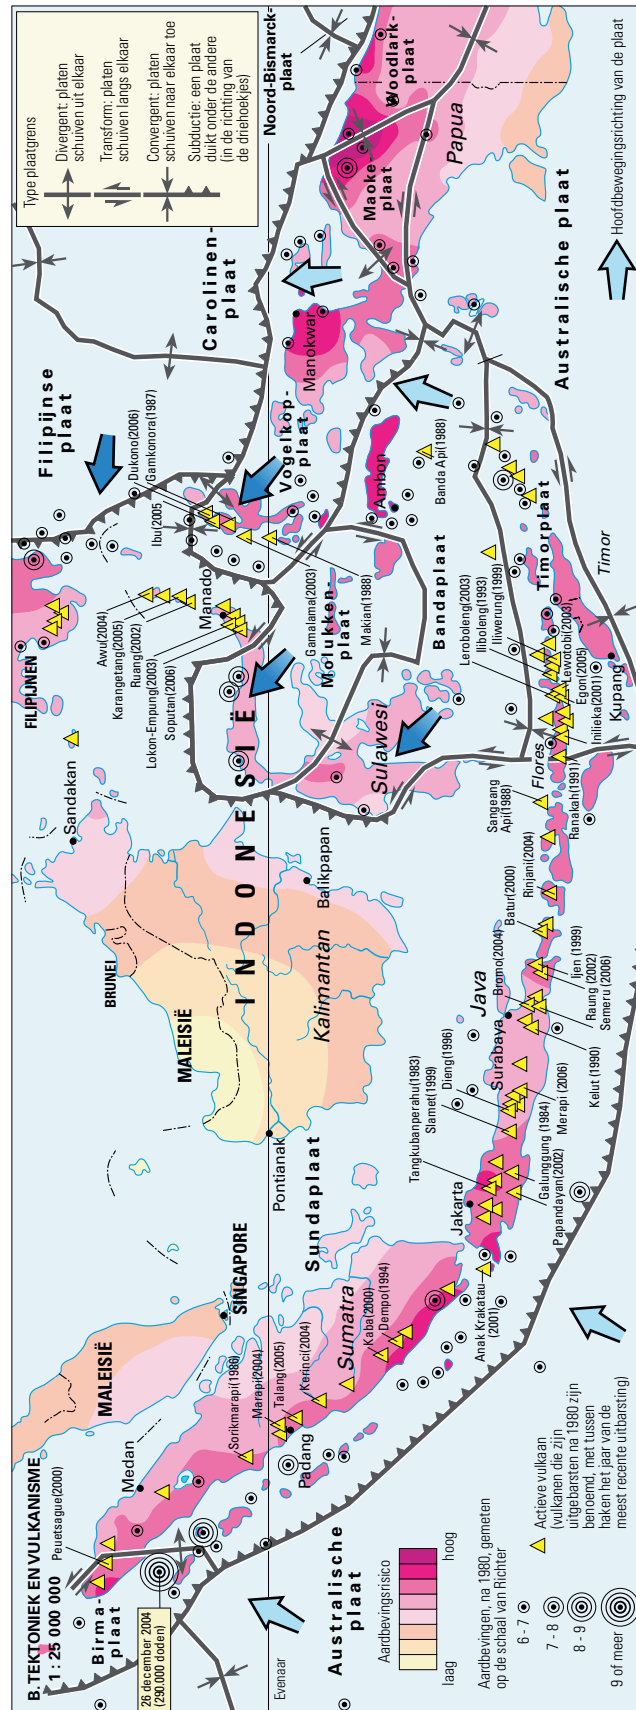 B. TEKTONIEK EN VULKANISME
1 : 25 000 000
Type plaatgrens
Divergent: platen
schuiven uit elkaar
Transform: platen
schuiven langs elkaar
Convergent: platen
schuiven naar elkaar toe
Subductie: een plaat
duikt onder de andere
(in de richting van
de driehoekjes)
Peuetsague(2000)
Birma-
plaat
26 december 2004
(290.000 doden)
Medan
MALEISIË
SINGAPORE
Sorikmarapi(1986)
Marapi(2004)
Talang(2005)
Kerinci(2004)
Padang
Sumatra
Kaba(2000)
Dempo(1994)
Evenaar
Australische
plaat
Sundaplaat
Pontianak
MALEISIË
BRUNEI
Kalimantan
Balikpapan
Sandakan
INDONESIË
FILIPIJNEN
Filipijnse
plaat
Carolinen-
plaat
Noord-Bismarck-
plaat
Woodlark-
plaat
Maoke-
plaat
Papua
Manokwar
Vogelkop-
plaat
Dukono(2006)
Gamkonora(1987)
Ibu(2005
Gamalama(2003)
Makian(1988)
Molukken-
plaat
Manado
Awu(2004)
Karangetang(2005)
Ruang(2002)
Lokon-Empung(2003)
Soputan(2006)
Sulawesi
Ambon
Banda Api(1988)
Bandaplaat
Timorplaat
Timor
Kupang
Australische plaat
Leroboleng(2003)
Iliboleng(1993)
Iliwerung(1999)
Lewotobi(2003)
Egon(2005)
Inilieka(2001)
Ranakah(1991)
Flores
Sangeang
Api(1988)
Rinjani(2004)
Batur(2000)
Ijen (1999)
Raung (2002)
Semeru (2006)
Bromo(2004)
Java
Surabaya
Kelut (1990)
Merapi (2006)
Dieng(1996)
Slamet(1999)
Tangkubanperahu(1983)
Galunggung (1984)
Papandayan(2002)
Jakarta
Anak Krakatau
(2001)
Aardbevingsrisico
laag
hoog
Aardbevingen, na 1980, gemeten
op de schaal van Richter
6 - 7
7 - 8
8 - 9
9 of meer
Actieve vulkaan
(vulkanen die zijn
uitgebarsten na 1980 zijn
benoemd, met tussen
haken het jaar van de
meest recente uitbarsting)
Hoofdbewegingsrichting van de plaat